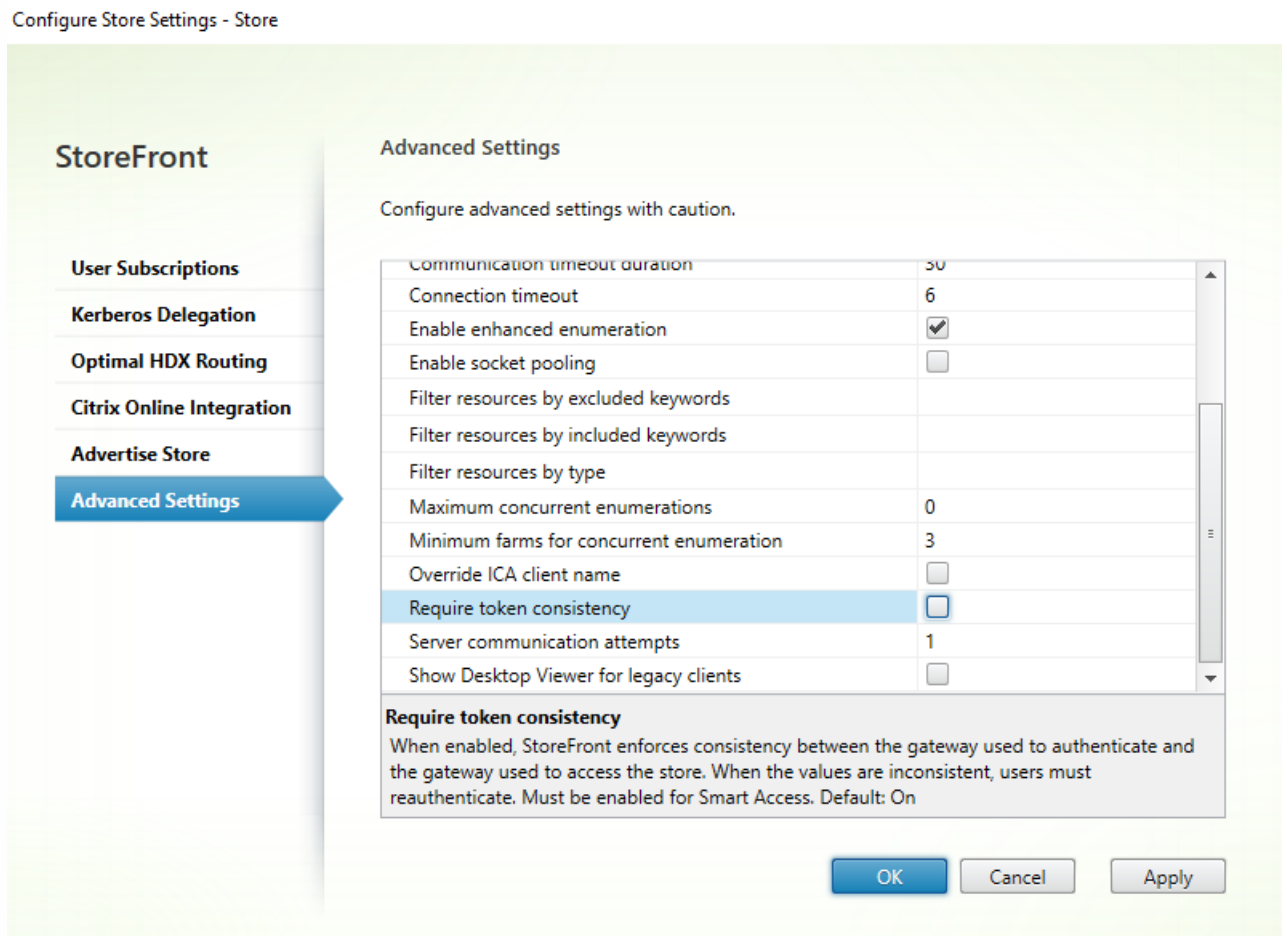 Configure Store Settings - Store
StoreFront
User Subscriptions
Kerberos Delegation
Optimal HDX Routing
Citrix Online Integration
Advertise Store
Advanced Settings
Advanced Settings
Configure advanced settings with caution.
Communication timeout duration 30
Connection timeout 6
Enable enhanced enumeration
Enable socket pooling
Filter resources by excluded keywords
Filter resources by included keywords
Filter resources by type
Maximum concurrent enumerations 0
Minimum farms for concurrent enumeration 3
Override ICA client name
Require token consistency
Server communication attempts 1
Show Desktop Viewer for legacy clients
Require token consistency
When enabled, StoreFront enforces consistency between the gateway used to authenticate and
the gateway used to access the store. When the values are inconsistent, users must
reauthenticate. Must be enabled for Smart Access. Default: On
OK Cancel Apply